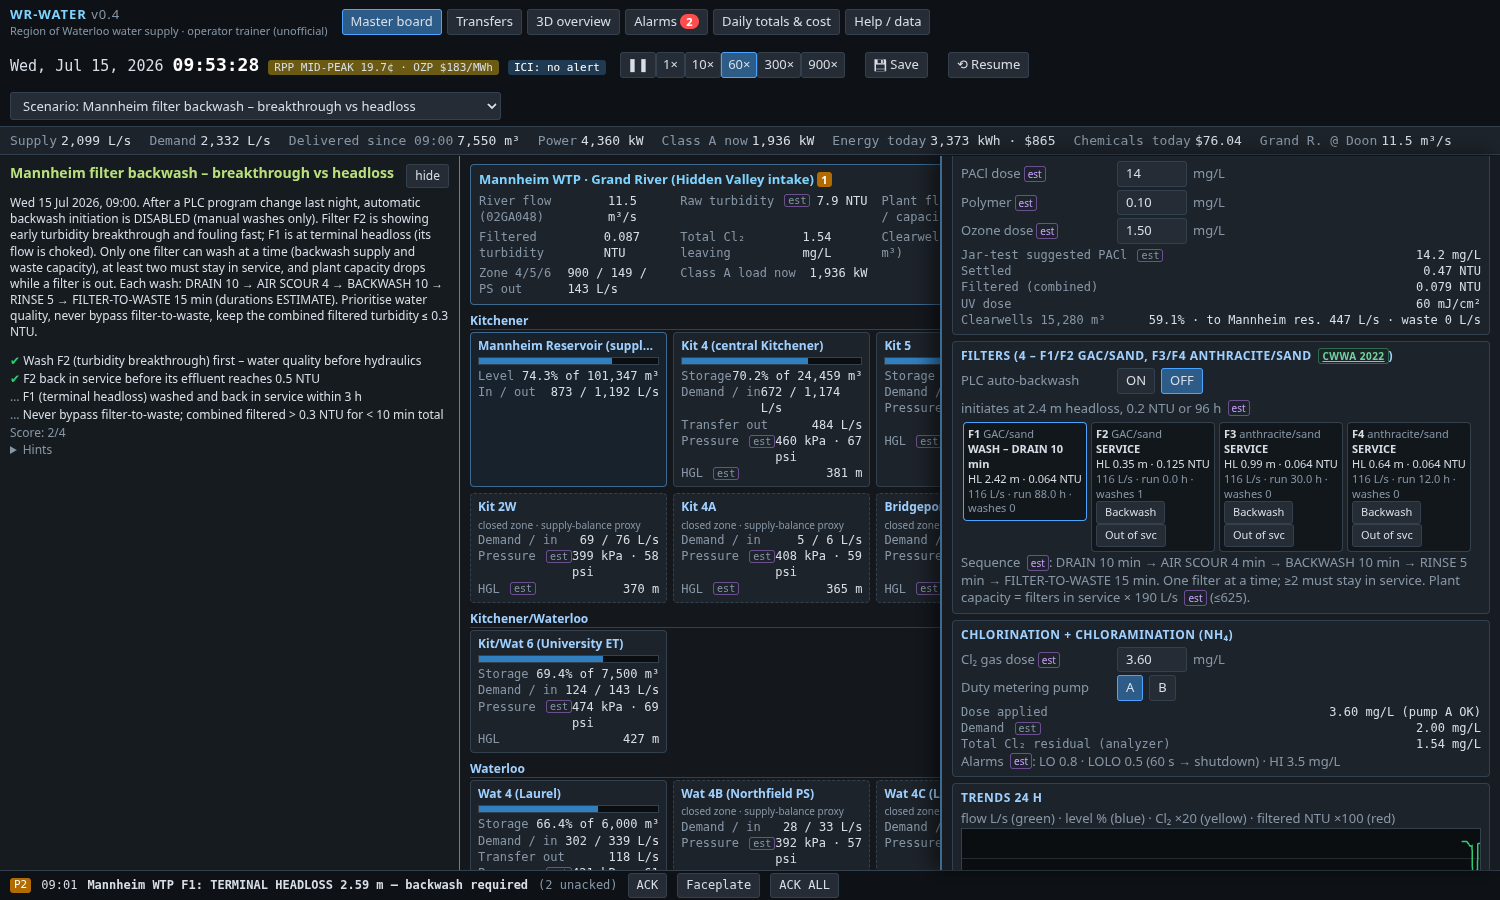 WR-WATER v0.4
Region of Waterloo water supply · operator trainer (unofficial)
Master board
Transfers
3D overview
Alarms 2
Daily totals & cost
Help / data
Wed, Jul 15, 2026 09:53:28 RPP MID-PEAK 19.7¢ · OZP $183/MWh ICI: no alert
❚❚ 1× 10× 60× 300× 900×
💾 Save
⟲ Resume
Scenario: Mannheim filter backwash – breakthrough vs headloss
Supply 2,099 L/s Demand 2,332 L/s Delivered since 09:00 7,550 m³ Power 4,360 kW Class A now 1,936 kW Energy today 3,373 kWh · $865 Chemicals today $76.04 Grand R. @ Doon 11.5 m³/s
Mannheim filter backwash – breakthrough vs headloss
hide
Wed 15 Jul 2026, 09:00. After a PLC program change last night, automatic
backwash initiation is DISABLED (manual washes only). Filter F2 is showing
early turbidity breakthrough and fouling fast; F1 is at terminal headloss (its
flow is choked). Only one filter can wash at a time (backwash supply and
waste capacity), at least two must stay in service, and plant capacity drops
while a filter is out. Each wash: DRAIN 10 → AIR SCOUR 4 → BACKWASH 10 →
RINSE 5 → FILTER-TO-WASTE 15 min (durations ESTIMATE). Prioritise water
quality, never bypass filter-to-waste, keep the combined filtered turbidity ≤ 0.3
NTU.
✔ Wash F2 (turbidity breakthrough) first – water quality before hydraulics
✔ F2 back in service before its effluent reaches 0.5 NTU
… F1 (terminal headloss) washed and back in service within 3 h
… Never bypass filter-to-waste; combined filtered > 0.3 NTU for < 10 min total
Score: 2/4
▶ Hints
Mannheim WTP · Grand River (Hidden Valley intake) 1
River flow 11.5 Raw turbidity est 7.9 NTU Plant fl
(02GA048) m³/s / capaci
Filtered 0.087 Total Cl₂ 1.54 Clearwel
turbidity NTU leaving mg/L m³)
Zone 4/5/6 900 / 149 / Class A load now 1,936 kW
PS out 143 L/s
Kitchener
Mannheim Reservoir (suppl…
Level 74.3% of 101,347 m³
In / out 873 / 1,192 L/s
Kit 4 (central Kitchener)
Storage 70.2% of 24,459 m³
Demand / in 672 / 1,174
L/s
Transfer out 484 L/s
Pressure est 460 kPa · 67
psi
HGL est 381 m
Kit 5
Storage
Demand /
Pressure
HGL est
Kit 2W
closed zone · supply-balance proxy
Demand / in 69 / 76 L/s
Pressure est 399 kPa · 58
psi
HGL est 370 m
Kit 4A
closed zone · supply-balance proxy
Demand / in 5 / 6 L/s
Pressure est 408 kPa · 59
psi
HGL est 365 m
Bridgepo
closed zone
Demand /
Pressure
HGL est
Kitchener/Waterloo
Kit/Wat 6 (University ET)
Storage 69.4% of 7,500 m³
Demand / in 124 / 143 L/s
Pressure est 474 kPa · 69
psi
HGL 427 m
Waterloo
Wat 4 (Laurel)
Storage 66.4% of 6,000 m³
Demand / in 302 / 339 L/s
Transfer out 118 L/s
Wat 4B (Northfield PS)
closed zone · supply-balance proxy
Demand / in 28 / 33 L/s
Pressure est 392 kPa · 57
psi
Wat 4C (L
closed zone
Demand /
Pressure
PACl dose est 14 mg/L
Polymer est 0.10 mg/L
Ozone dose est 1.50 mg/L
Jar-test suggested PACl est 14.2 mg/L
Settled 0.47 NTU
Filtered (combined) 0.079 NTU
UV dose 60 mJ/cm²
Clearwells 15,280 m³ 59.1% · to Mannheim res. 447 L/s · waste 0 L/s
FILTERS (4 – F1/F2 GAC/SAND, F3/F4 ANTHRACITE/SAND CWWA 2022)
PLC auto-backwash ON OFF
initiates at 2.4 m headloss, 0.2 NTU or 96 h est
F1 GAC/sand
WASH – DRAIN 10
min
HL 2.42 m · 0.064 NTU
116 L/s · run 88.0 h ·
washes 0
F2 GAC/sand
SERVICE
HL 0.35 m · 0.125 NTU
116 L/s · run 0.0 h ·
washes 1
Backwash
Out of svc
F3 anthracite/sand
SERVICE
HL 0.99 m · 0.064 NTU
116 L/s · run 30.0 h ·
washes 0
Backwash
Out of svc
F4 anthracite/sand
SERVICE
HL 0.64 m · 0.064 NTU
116 L/s · run 12.0 h ·
washes 0
Backwash
Out of svc
Sequence est: DRAIN 10 min → AIR SCOUR 4 min → BACKWASH 10 min → RINSE 5
min → FILTER-TO-WASTE 15 min. One filter at a time; ≥2 must stay in service. Plant
capacity = filters in service × 190 L/s est (≤625).
CHLORINATION + CHLORAMINATION (NH₄)
Cl₂ gas dose est 3.60 mg/L
Duty metering pump A B
Dose applied 3.60 mg/L (pump A OK)
Demand est 2.00 mg/L
Total Cl₂ residual (analyzer) 1.54 mg/L
Alarms est: LO 0.8 · LOLO 0.5 (60 s → shutdown) · HI 3.5 mg/L
TRENDS 24 H
flow L/s (green) · level % (blue) · Cl₂ ×20 (yellow) · filtered NTU ×100 (red)
P2 09:01 Mannheim WTP F1: TERMINAL HEADLOSS 2.59 m — backwash required (2 unacked) ACK Faceplate ACK ALL